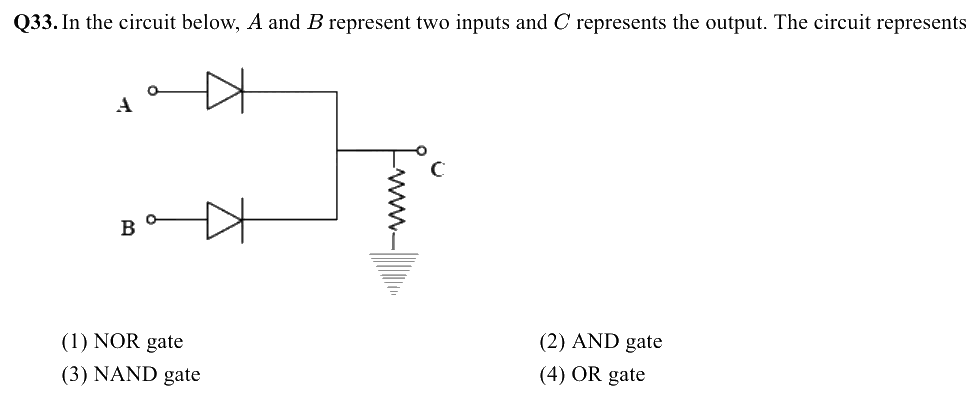 Q33. In the circuit below, A and B represent two inputs and C represents the output. The circuit represents
A
C
B
(1) NOR gate
(2) AND gate
(3) NAND gate
(4) OR gate